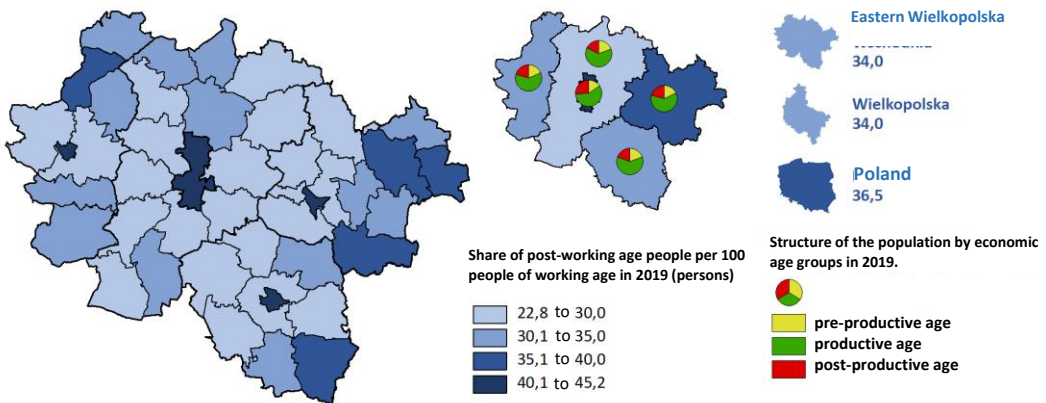 Eastern Wielkopolska
34,0
Wielkopolska
34,0
Poland
36,5
Share of post-working age people per 100
people of working age in 2019 (persons)
22,8 to 30,0
30,1 to 35,0
35,1 to 40,0
40,1 to 45,2
Structure of the population by economic
age groups in 2019.
pre-productive age
productive age
post-productive age